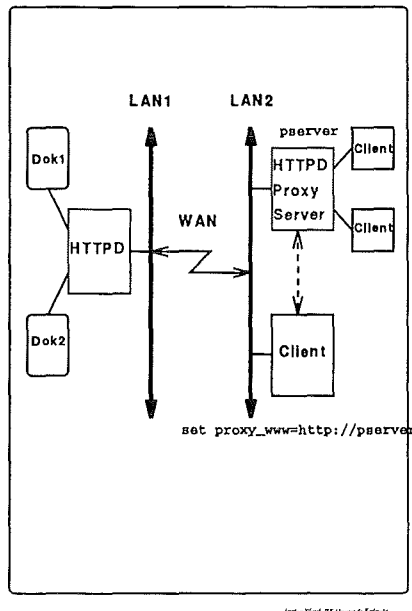 LAN1
LAN2
pserver
Dok1
HTTPD
Dok2
WAN
HTTPD
Proxy
Server
Client
Client
Client
set proxy_www=http://pserver